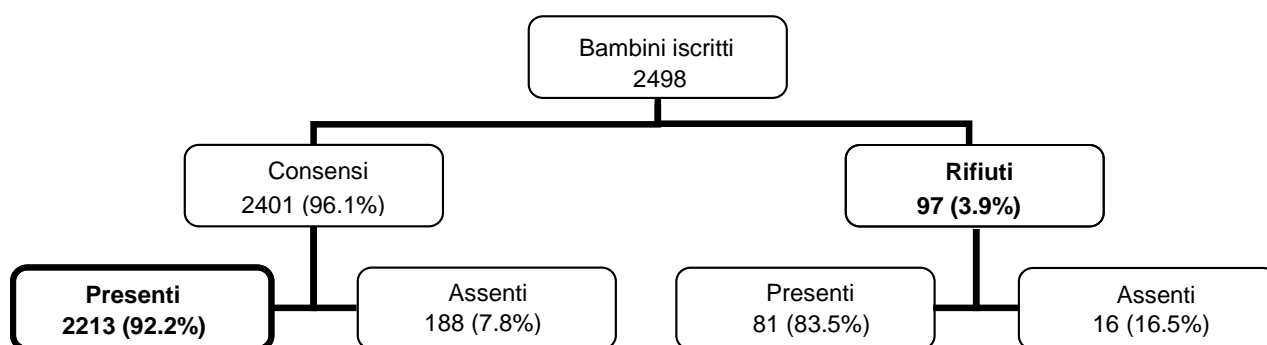 Bambini iscritti
2498
Consensi
2401 (96.1%)
Rifiuti
97 (3.9%)
Presenti
2213 (92.2%)
Assenti
188 (7.8%)
Presenti
81 (83.5%)
Assenti
16 (16.5%)